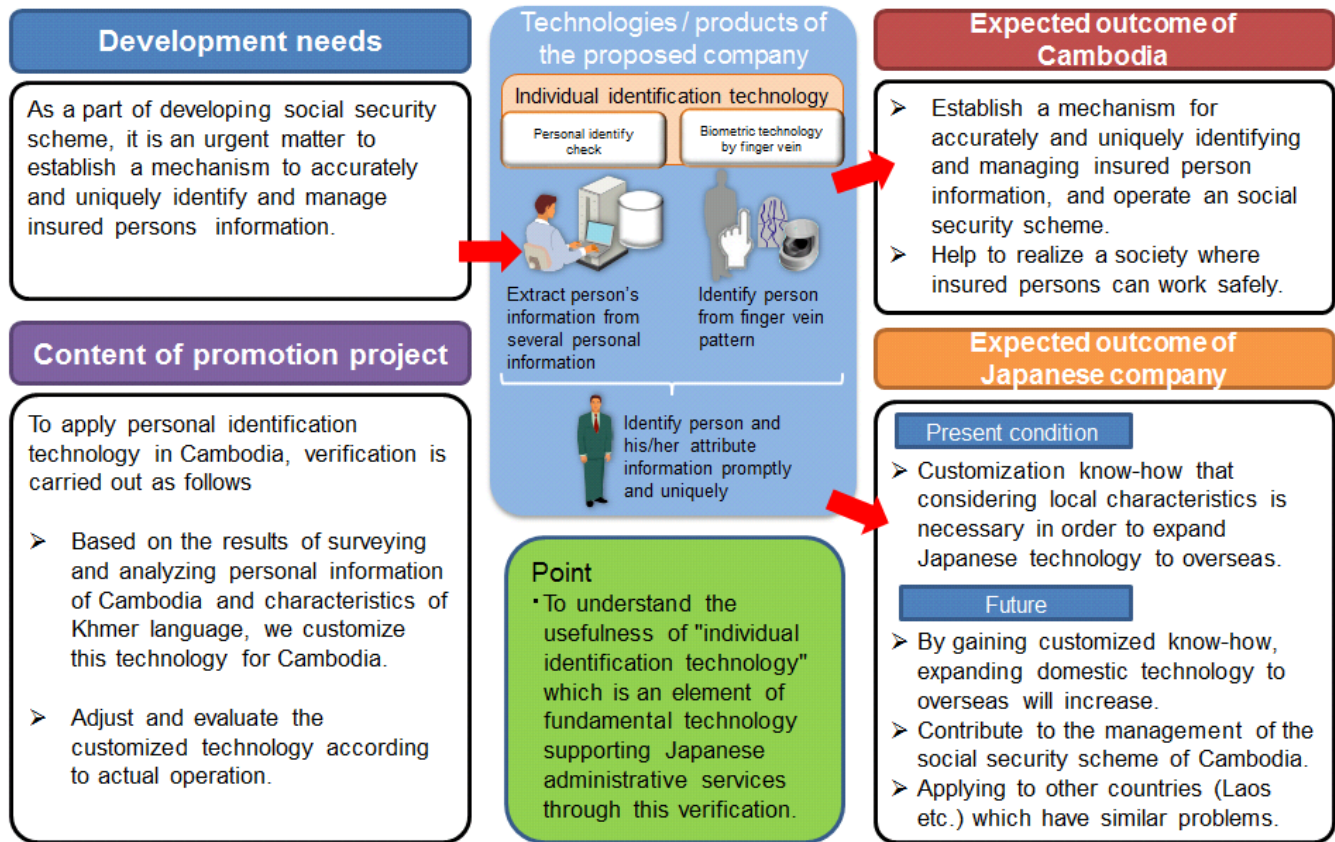 Development needs
As a part of developing social security
scheme, it is an urgent matter to
establish a mechanism to accurately
and uniquely identify and manage
insured persons information.
Content of promotion project
To apply personal identification
technology in Cambodia, verification is
carried out as follows
➤ Based on the results of surveying
and analyzing personal information
of Cambodia and characteristics of
Khmer language, we customize
this technology for Cambodia.
➤ Adjust and evaluate the
customized technology according
to actual operation.
Technologies / products of
the proposed company
Individual identification technology
Personal identify
check
Biometric technology
by finger vein
Extract person's
information from
several personal
information
Identify person
from finger vein
pattern
Identify person and
his/her attribute
information promptly
and uniquely
Point
・To understand the
usefulness of "individual
identification technology"
which is an element of
fundamental technology
supporting Japanese
administrative services
through this verification.
Expected outcome of
Cambodia
➤ Establish a mechanism for
accurately and uniquely identifying
and managing insured person
information, and operate an social
security scheme.
➤ Help to realize a society where
insured persons can work safely.
Expected outcome of
Japanese company
Present condition
➤ Customization know-how that
considering local characteristics is
necessary in order to expand
Japanese technology to overseas.
Future
➤ By gaining customized know-how,
expanding domestic technology to
overseas will increase.
➤ Contribute to the management of the
social security scheme of Cambodia.
➤ Applying to other countries (Laos
etc.) which have similar problems.